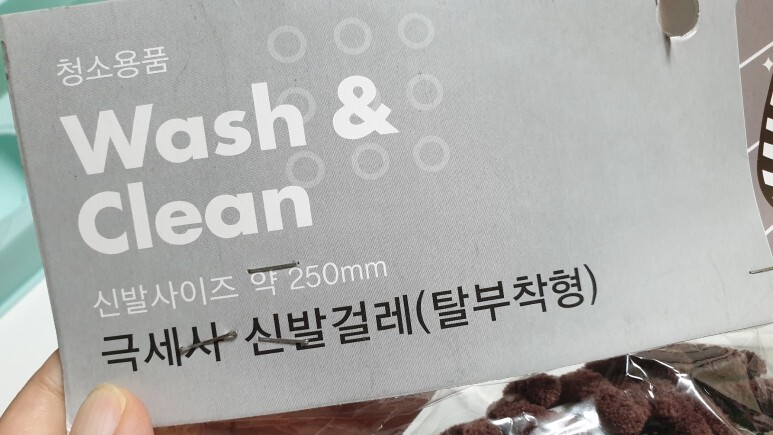 청소용품
Wash &
Clean
신발사이즈 약 250mm
극세사 신발걸레(탈부착형)